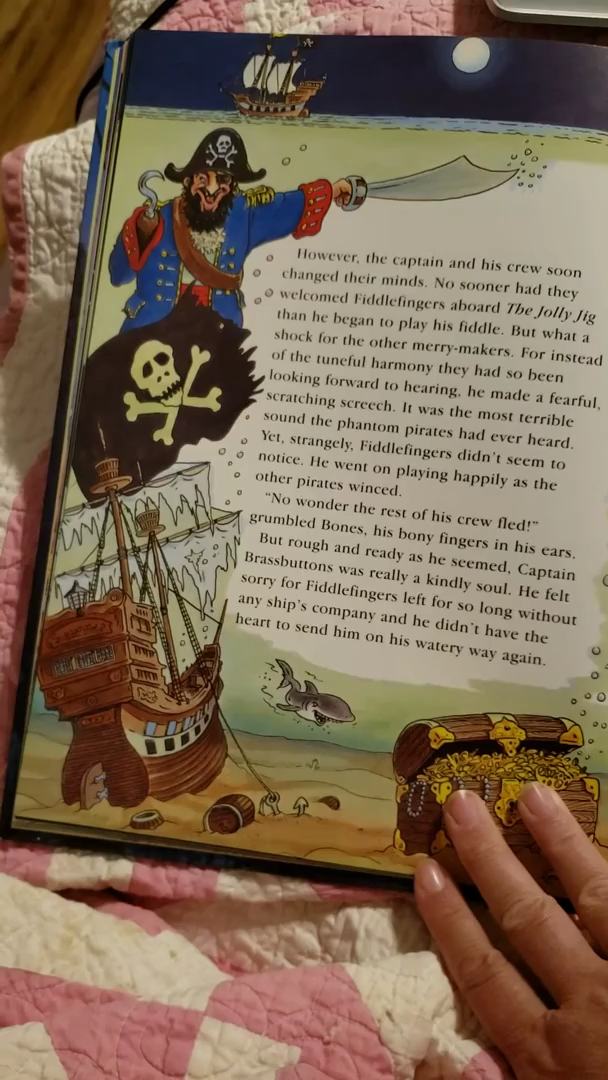 However, the captain and his crew soon
changed their minds. No sooner had they
welcomed Fiddlefingers aboard The Jolly Jig
than he began to play his fiddle. But what a
shock for the other merry-makers. For instead
of the tuneful harmony they had so been
looking forward to hearing, he made a fearful,
scratching screech. It was the most terrible
sound the phantom pirates had ever heard.
Yet, strangely, Fiddlefingers didn't seem to
notice. He went on playing happily as the
other pirates winced.
"No wonder the rest of his crew fled!"
grumbled Bones, his bony fingers in his ears.
But rough and ready as he seemed, Captain
Brassbuttons was really a kindly soul. He felt
sorry for Fiddlefingers left for so long without
any ship's company and he didn't have the
heart to send him on his watery way again.